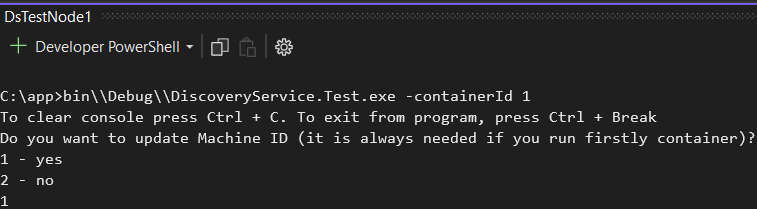 DsTestNode1
Developer PowerShell
C:\app>bin\\Debug\\DiscoveryService.Test.exe -containerId 1
To clear console press Ctrl + C. To exit from program, press Ctrl + Break
Do you want to update Machine ID (it is always needed if you run firstly container)?
1 - yes
2 - no
1